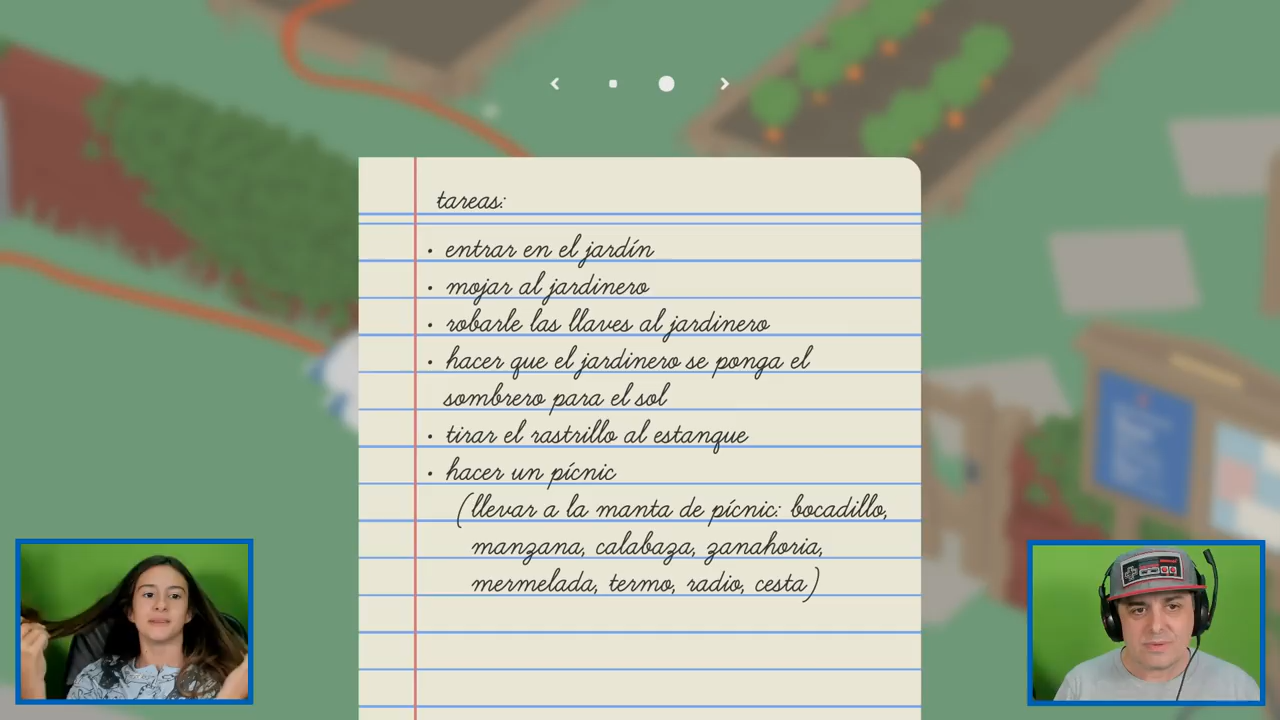 tareas:
• entrar en el jardín
• mojar al jardinero
• robarle las llaves al jardinero
• hacer que el jardinero se ponga el
sombrero para el sol
• tirar el rastrillo al estanque
• hacer un pícnic
(llevar a la manta de pícnic: bocadillo,
manzana, calabaza, zanahoria,
mermelada, termo, radio, cesta)